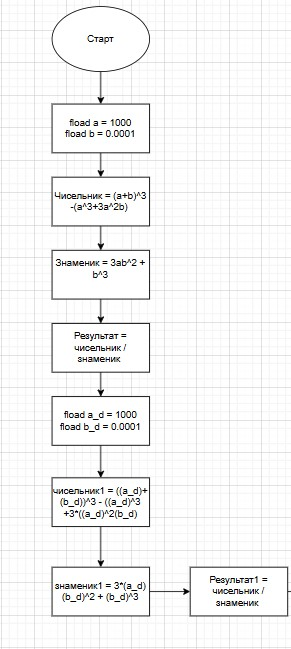 Старт
fload a = 1000
fload b = 0.0001
Чисельник = (a+b)^3
-(a^3+3a^2b)
Знаменик = 3ab^2 +
b^3
Результат =
чисельник /
знаменик
fload a_d = 1000
fload b_d = 0.0001
чисельник1 = ((a_d)+
(b_d))^3 - ((a_d)^3
+3*((a_d)^2(b_d)
знаменик1 = 3*(a_d)
(b_d)^2 + (b_d)^3
Результат1 =
чисельник /
знаменик